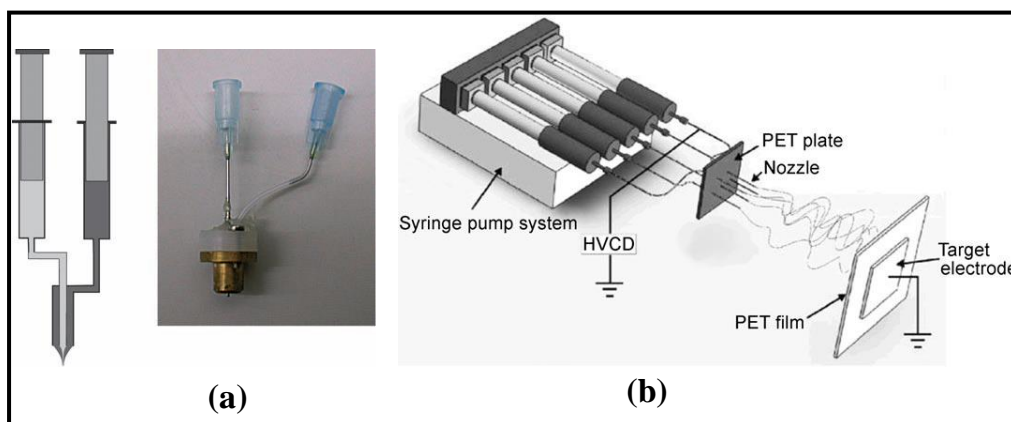 PET plate
Nozzle
Syringe pump system
HVCD
Target
electrode
PET film
(a)
(b)